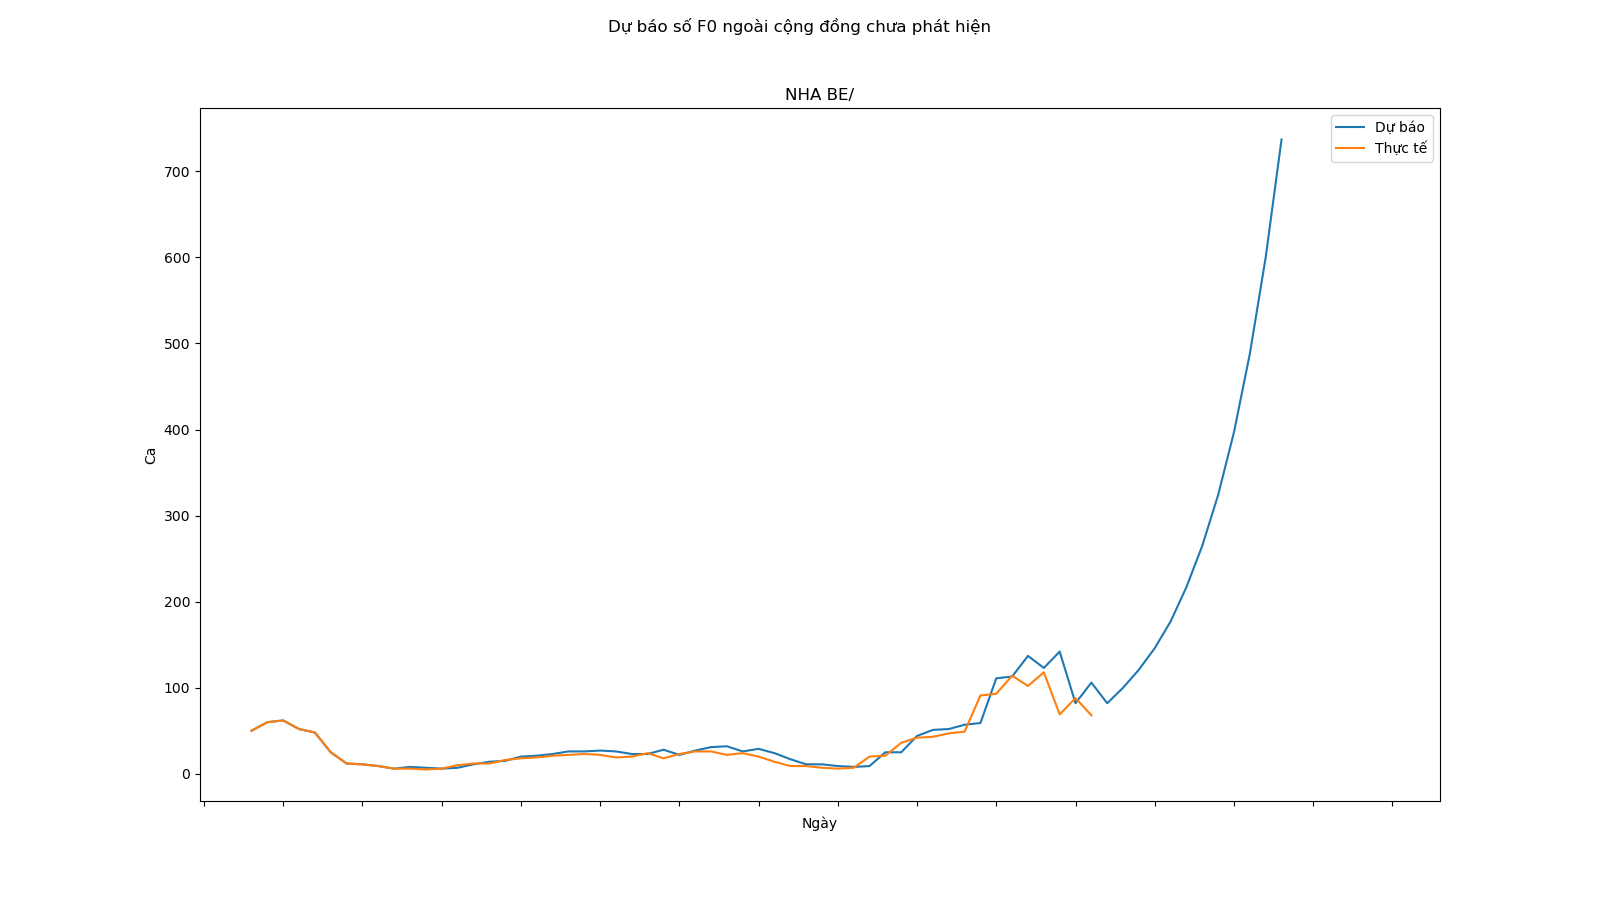 Dự báo số F0 ngoài cộng đồng chưa phát hiện
NHA BE/
Dự báo
Thực tế
700
600
500
400
300
200
100
0
Ca
Ngày